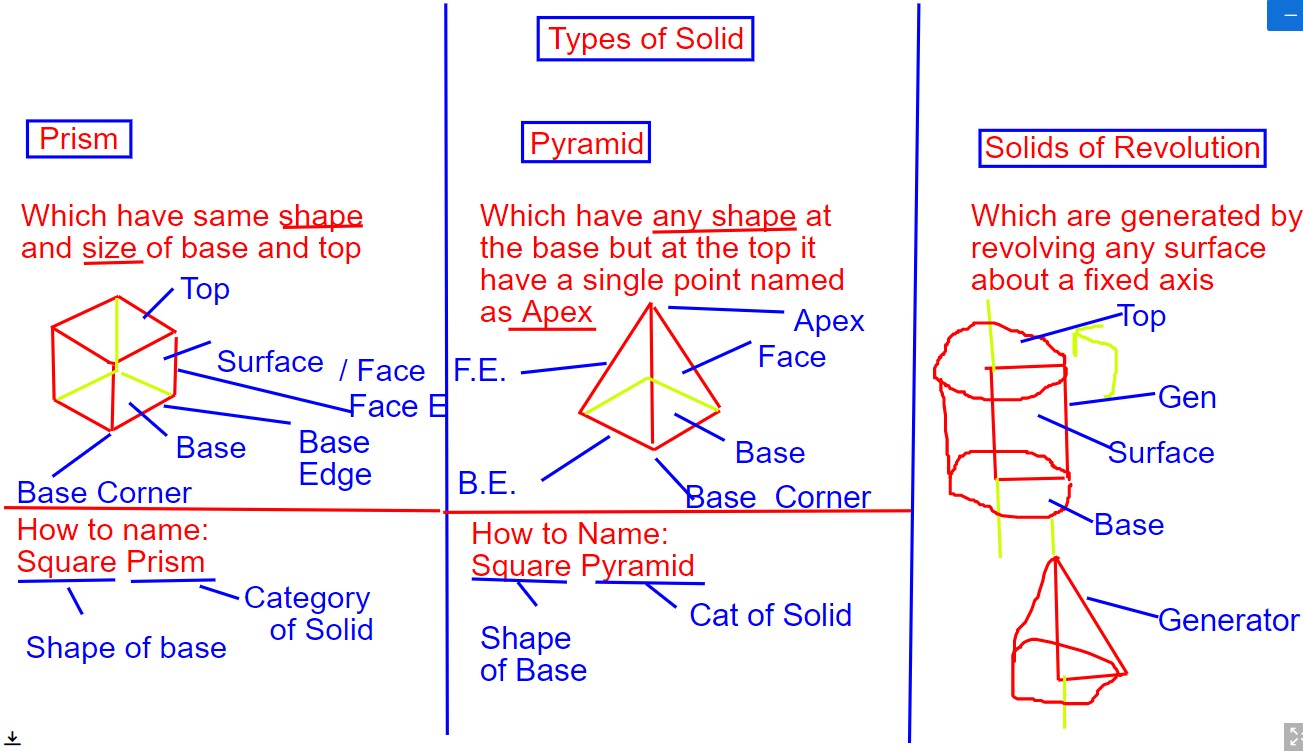 Types of Solid
Prism
Which have same shape
and size of base and top
Top
Surface
/ Face
Face E
Base
Base
Edge
Base Corner
How to name:
Square Prism
Category
of Solid
Shape of base
Pyramid
Which have any shape at
the base but at the top it
have a single point named
as Apex
Apex
Face
F.E.
Base
B.E.
Base Corner
How to Name:
Square Pyramid
Cat of Solid
Shape
of Base
Solids of Revolution
Which are generated by
revolving any surface
about a fixed axis
Top
Gen
Surface
Base
Generator